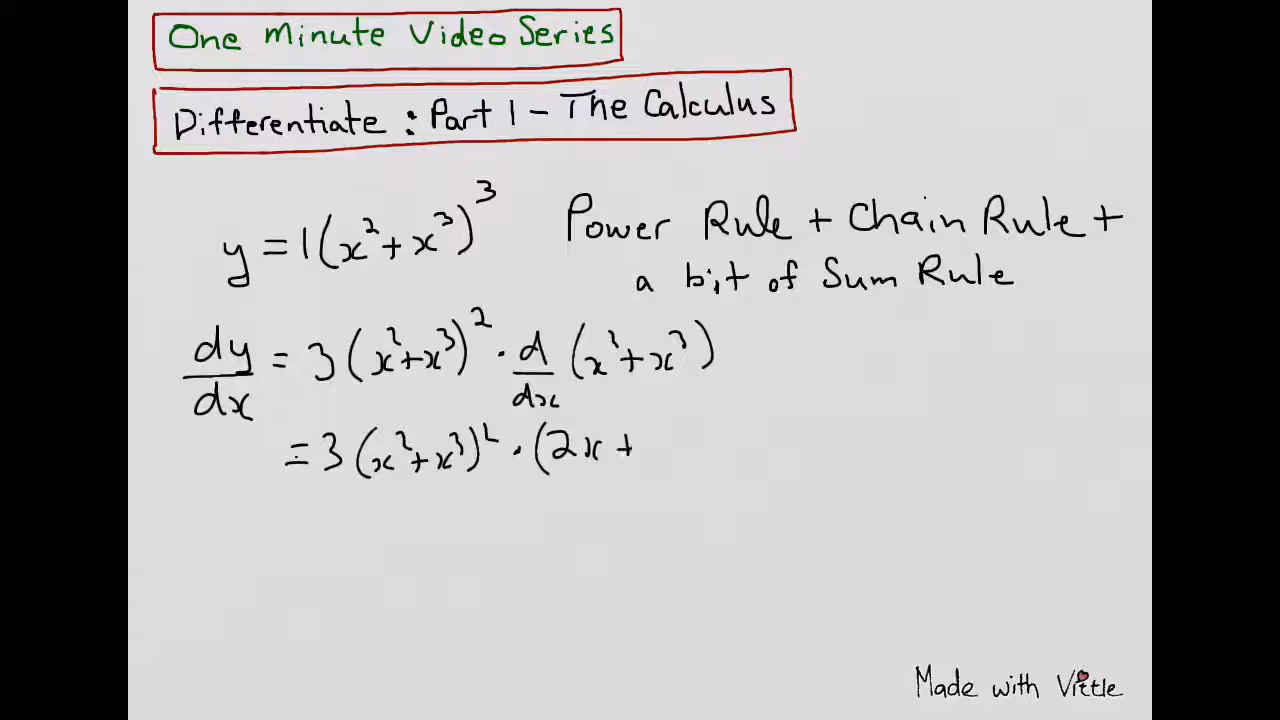 One Minute Video Series
Differentiate : Part 1 - The Calculus
y = 1(x² + x³)³ Power Rule + Chain Rule +
a bit of Sum Rule
dy/dx = 3(x² + x³)² · d/dx (x² + x³)
= 3(x² + x³)² · (2x +
Made with Vittle